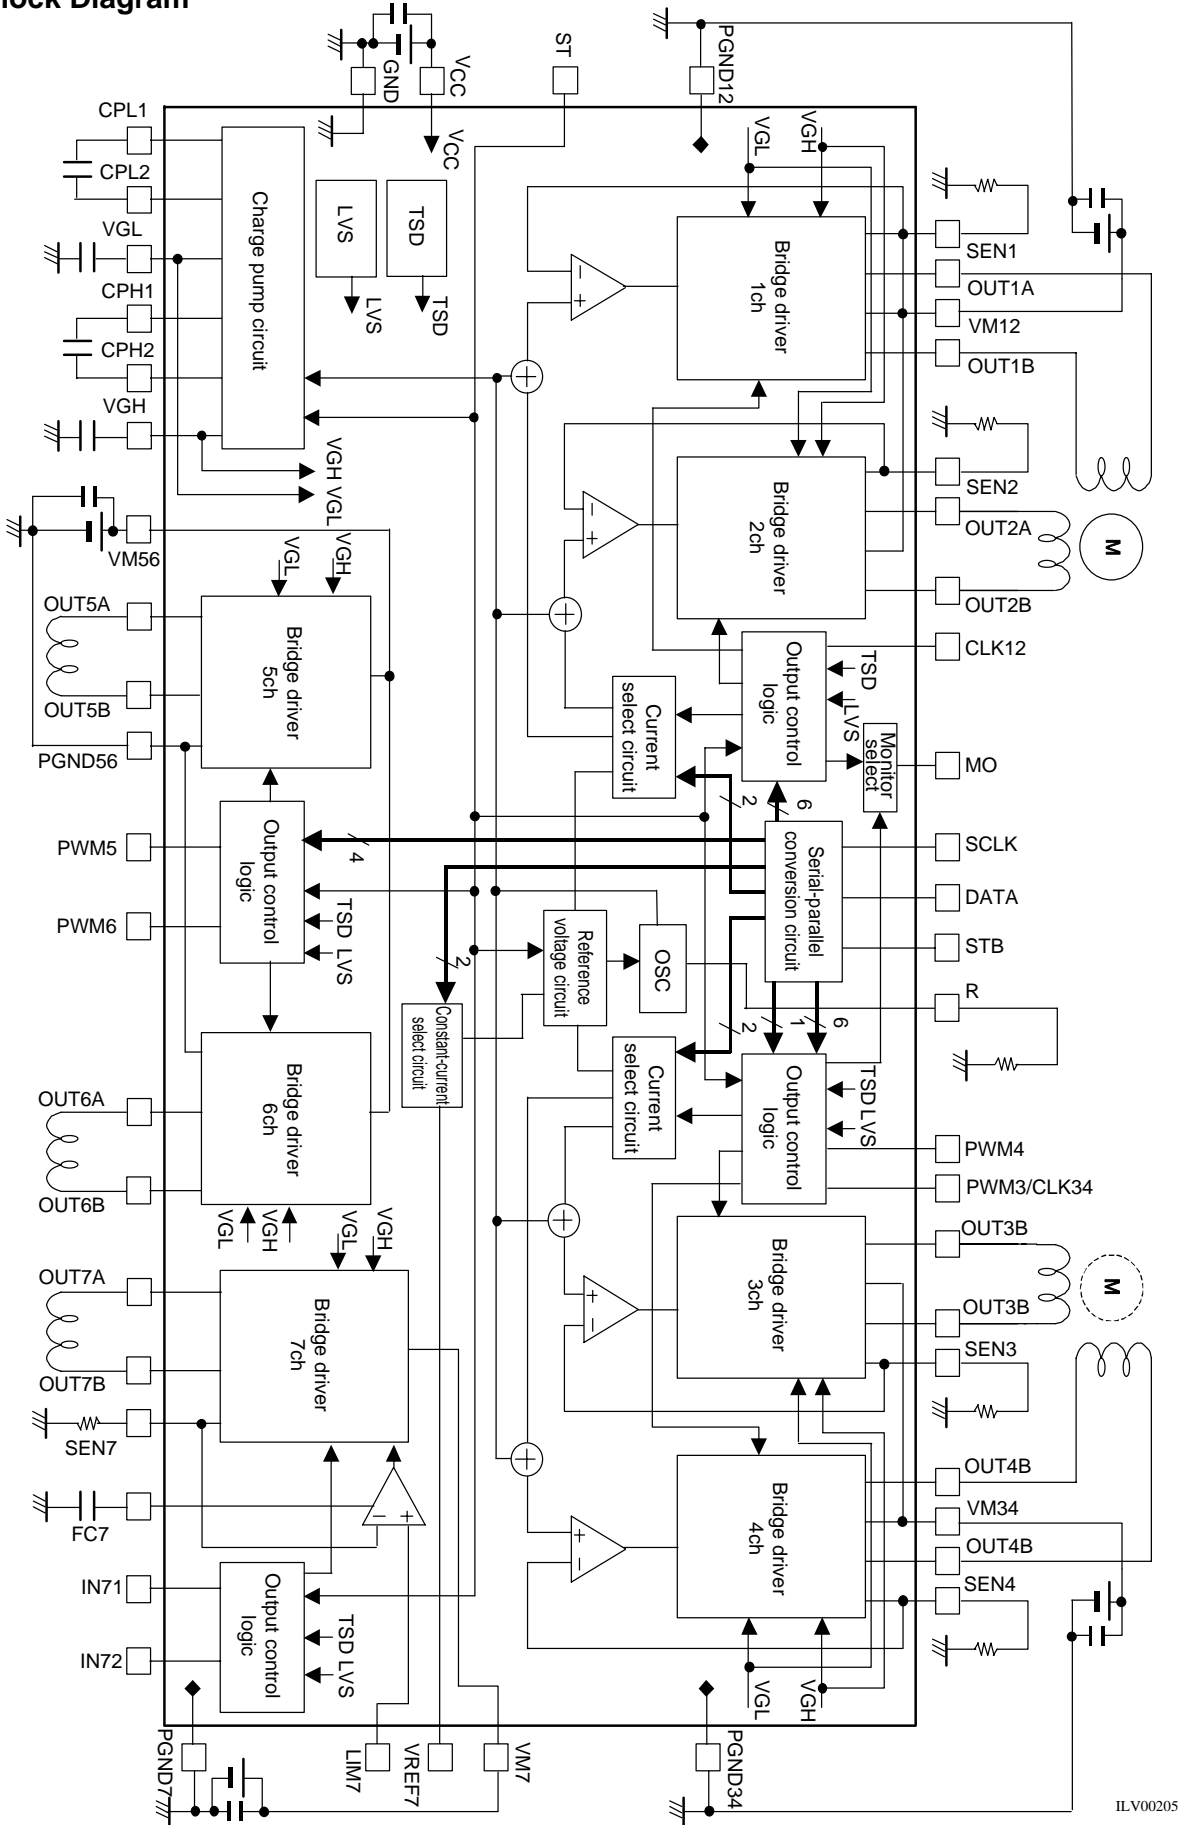 lock Diagram
ST
PGND12
VCC
GND
VCC
VGL
VGH
CPL1
CPL2
VGL
CPH1
CPH2
VGH
Charge pump circuit
LVS
TSD
LVS
TSD
VGH VGL
Bridge driver
1ch
SEN1
OUT1A
VM12
OUT1B
SEN2
Bridge driver
2ch
OUT2A
OUT2B
M
VM56
VGL
VGH
OUT5A
Bridge driver
5ch
OUT5B
PGND56
CLK12
TSD
LVS
Output control
logic
Current
select circuit
Monitor
select
MO
2
6
PWM5
PWM6
Output control
logic
TSD LVS
4
2
Serial-parallel
conversion circuit
SCLK
DATA
STB
R
OSC
Reference
voltage circuit
Constant-current
select circuit
2
1
6
Current
select circuit
Output control
logic
TSD LVS
PWM4
PWM3/CLK34
Bridge driver
6ch
OUT6A
OUT6B
VGL
VGH
VGL
VGH
OUT3B
Bridge driver
3ch
OUT3B
M
SEN3
OUT7A
Bridge driver
7ch
OUT7B
SEN7
FC7
IN71
IN72
Output control
logic
TSD LVS
OUT4B
VM34
OUT4B
SEN4
Bridge driver
4ch
VGL
VGH
PGND7
LIM7
VREF7
VM7
PGND34
ILV00205